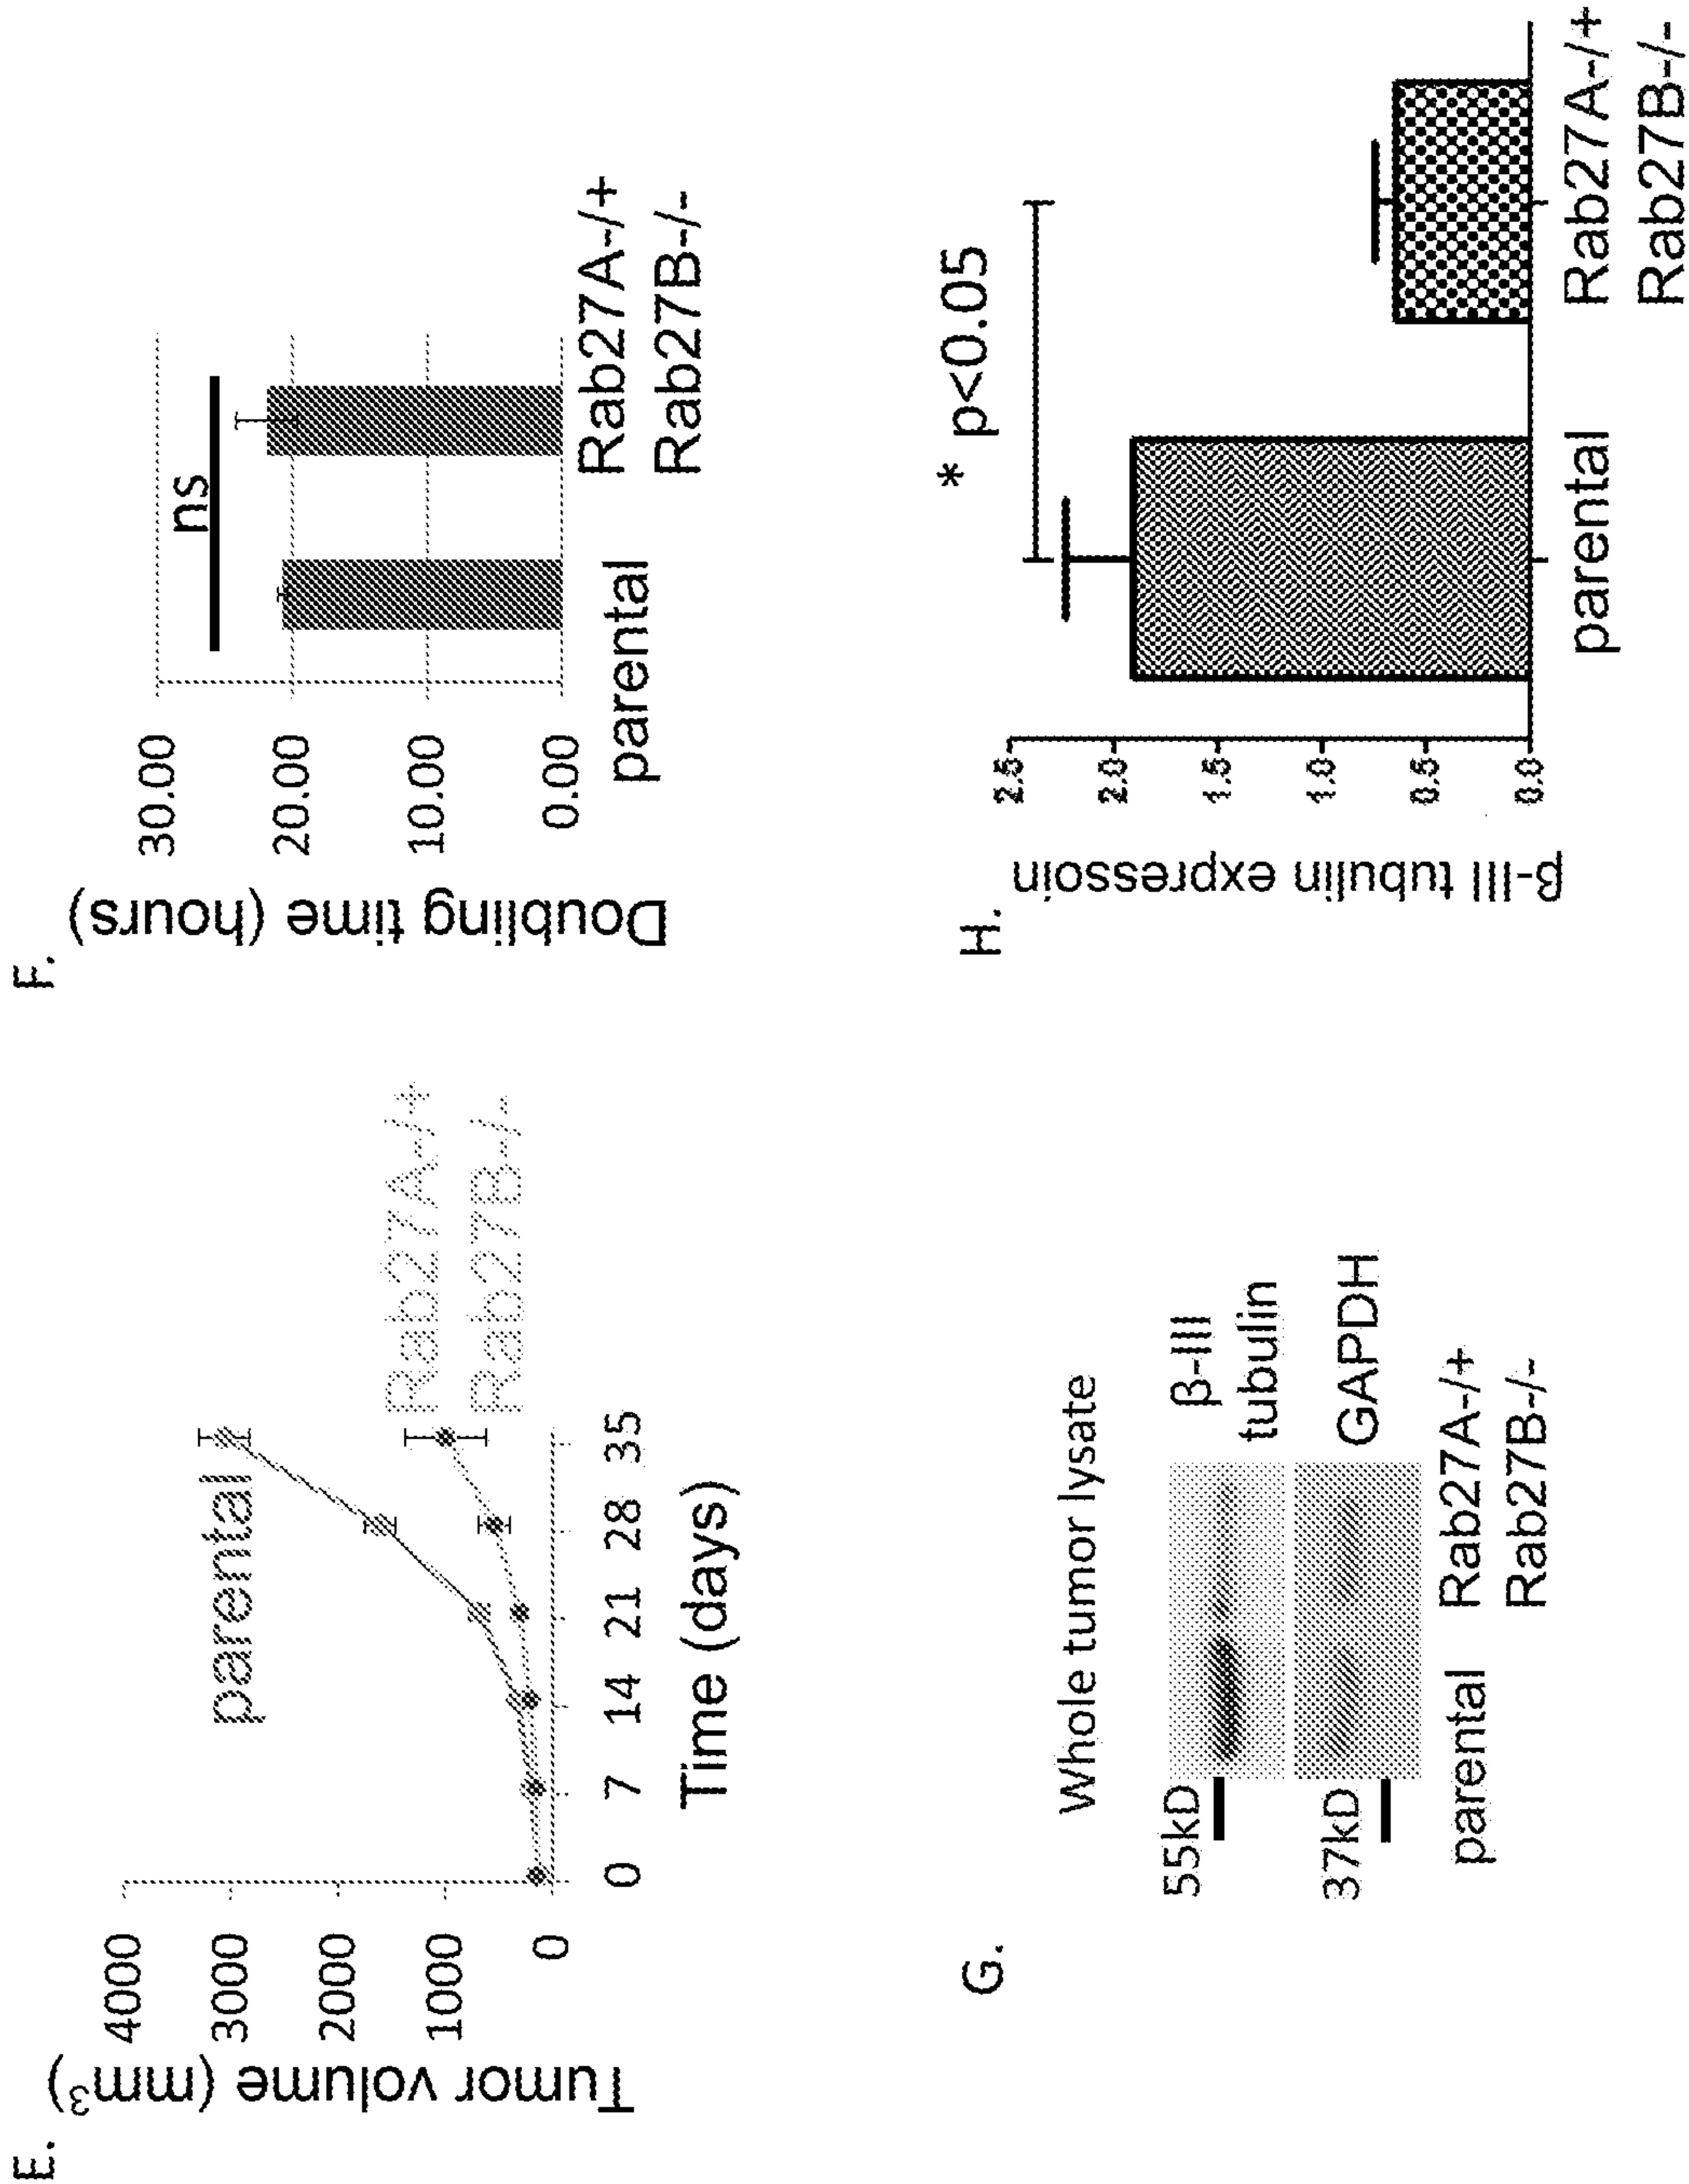 E.
Tumor volume (mm³)
4000
3000
2000
1000
0
parental
Rab27A-/+
Rab27B-/-
0 7 14 21 28 35
Time (days)
F.
Doubling time (hours)
30.00
20.00
10.00
0.00
ns
parental
Rab27A-/+
Rab27B-/-
G.
Whole tumor lysate
55kD
β-III
tubulin
37kD
GAPDH
parental
Rab27A-/+
Rab27B-/-
H.
β-III tubulin expressoin
2.5
2.0
1.5
1.0
0.5
0.0
* p<0.05
parental
Rab27A-/+
Rab27B-/-